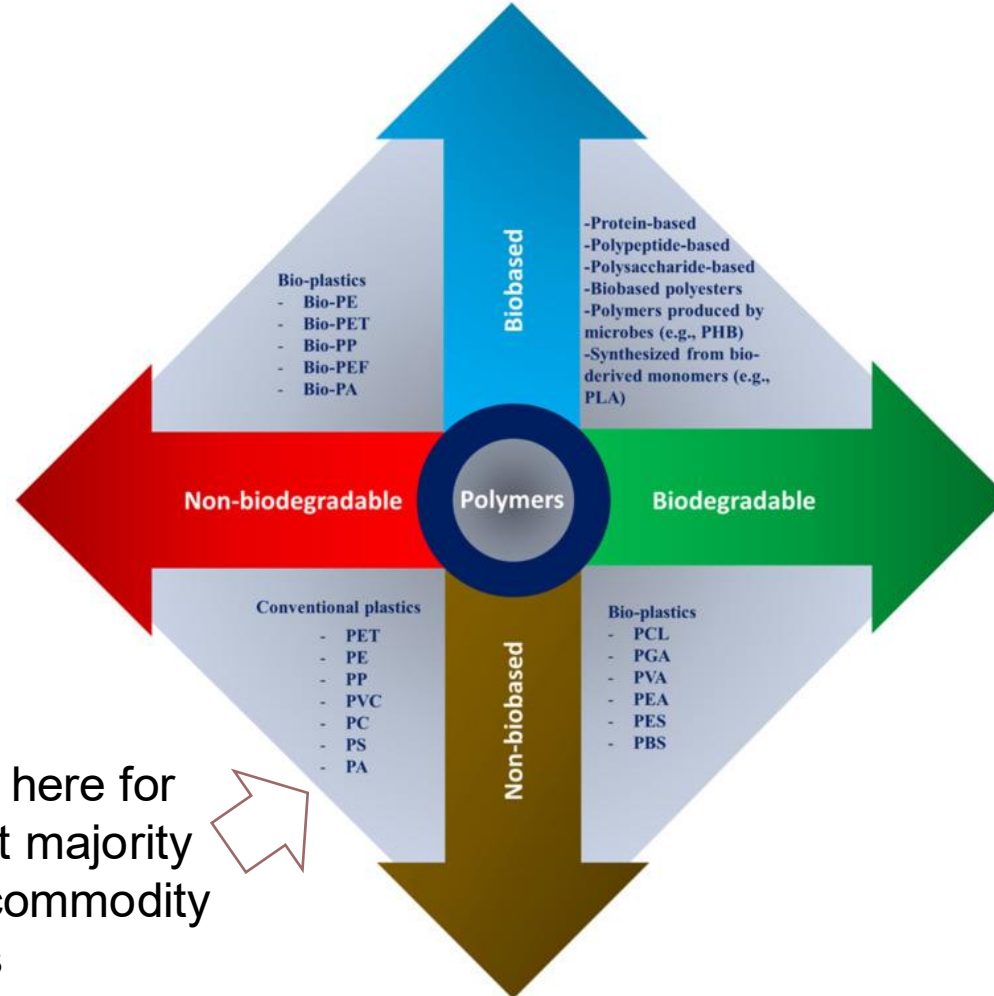 Biobased
Bio-plastics
- Bio-PE
- Bio-PET
- Bio-PP
- Bio-PEF
- Bio-PA
-Protein-based
-Polypeptide-based
-Polysaccharide-based
-Biobased polyesters
-Polymers produced by
microbes (e.g., PHB)
-Synthesized from bio-
derived monomers (e.g.,
PLA)
Non-biodegradable
Polymers
Biodegradable
Conventional plastics
- PET
- PE
- PP
- PVC
- PC
- PS
- PA
Non-biobased
Bio-plastics
- PCL
- PGA
- PVA
- PEA
- PES
- PBS
here for
t majority
commodity
s